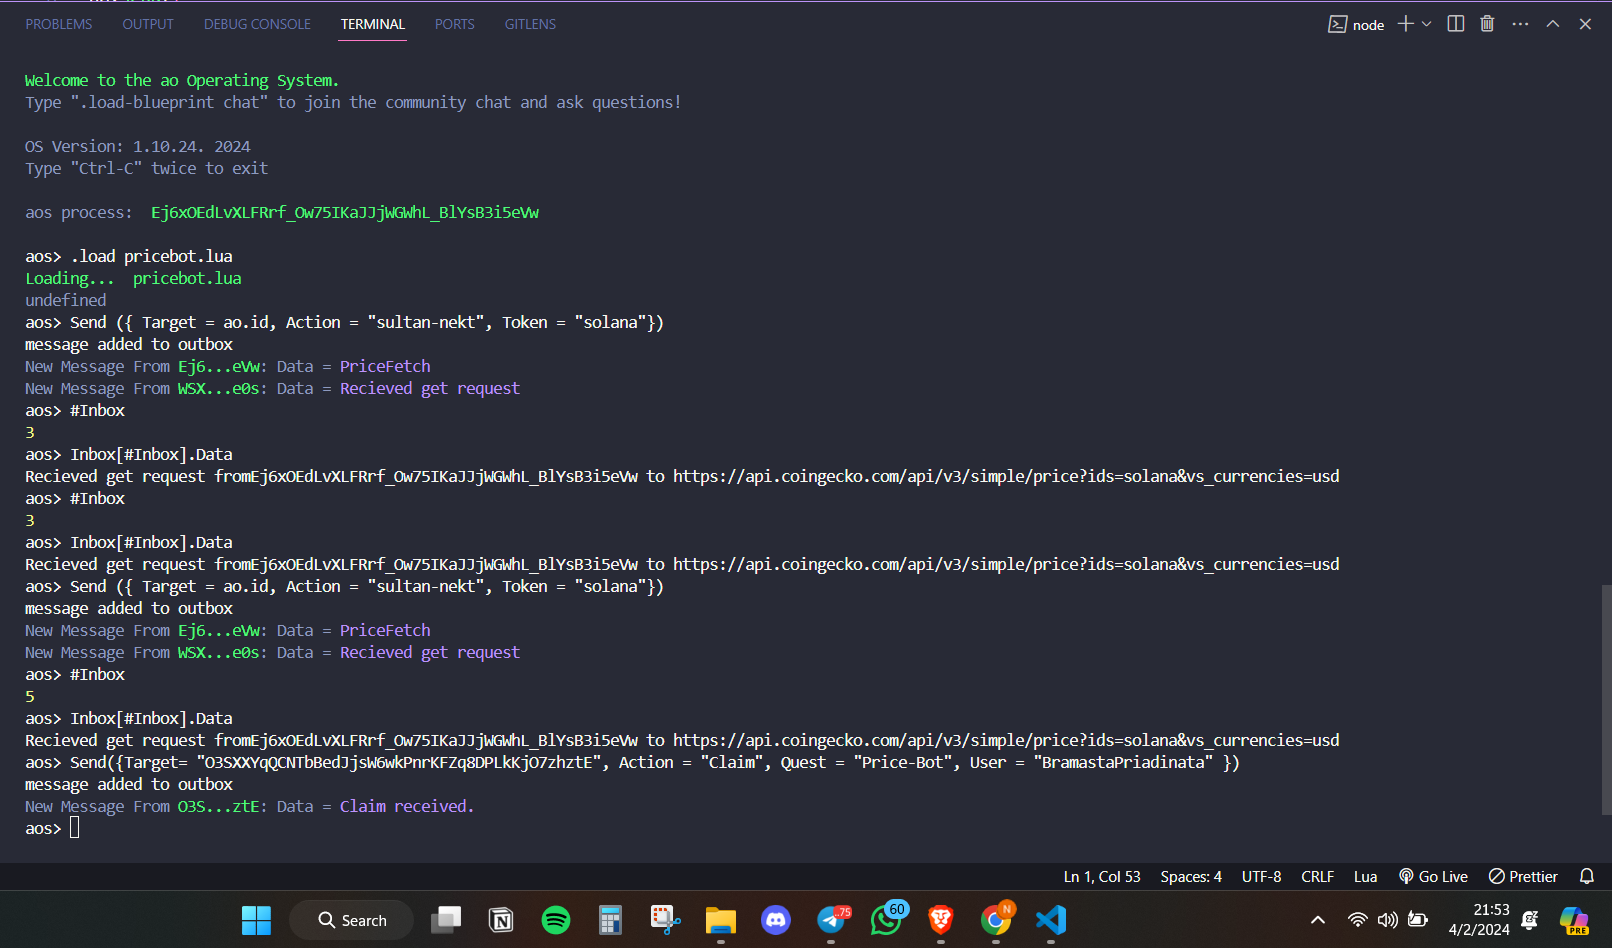 PROBLEMS OUTPUT DEBUG CONSOLE TERMINAL PORTS GITLENS node
Welcome to the ao Operating System.
Type ".load-blueprint chat" to join the community chat and ask questions!
OS Version: 1.10.24. 2024
Type "Ctrl-C" twice to exit
aos process: Ej6xOEdLvXLFRrf_Ow75IKaJJjWGWhL_BlYsB3i5eVw
aos> .load pricebot.lua
Loading... pricebot.lua
undefined
aos> Send ({ Target = ao.id, Action = "sultan-nekt", Token = "solana"})
message added to outbox
New Message From Ej6...eVw: Data = PriceFetch
New Message From WSX...e0s: Data = Recieved get request
aos> #Inbox
3
aos> Inbox[#Inbox].Data
Recieved get request fromEj6xOEdLvXLFRrf_Ow75IKaJJjWGWhL_BlYsB3i5eVw to https://api.coingecko.com/api/v3/simple/price?ids=solana&vs_currencies=usd
aos> #Inbox
3
aos> Inbox[#Inbox].Data
Recieved get request fromEj6xOEdLvXLFRrf_Ow75IKaJJjWGWhL_BlYsB3i5eVw to https://api.coingecko.com/api/v3/simple/price?ids=solana&vs_currencies=usd
aos> Send ({ Target = ao.id, Action = "sultan-nekt", Token = "solana"})
message added to outbox
New Message From Ej6...eVw: Data = PriceFetch
New Message From WSX...e0s: Data = Recieved get request
aos> #Inbox
5
aos> Inbox[#Inbox].Data
Recieved get request fromEj6xOEdLvXLFRrf_Ow75IKaJJjWGWhL_BlYsB3i5eVw to https://api.coingecko.com/api/v3/simple/price?ids=solana&vs_currencies=usd
aos> Send({Target= "O3SXXYqQCNTbBedJjsW6wkPnrKFZq8DPLkKjO7zhztE", Action = "Claim", Quest = "Price-Bot", User = "BramastaPriadinata" })
message added to outbox
New Message From O3S...ztE: Data = Claim received.
aos>
Ln 1, Col 53 Spaces: 4 UTF-8 CRLF Lua Go Live Prettier
Search 75 60 N 21:53 PRE
4/2/2024